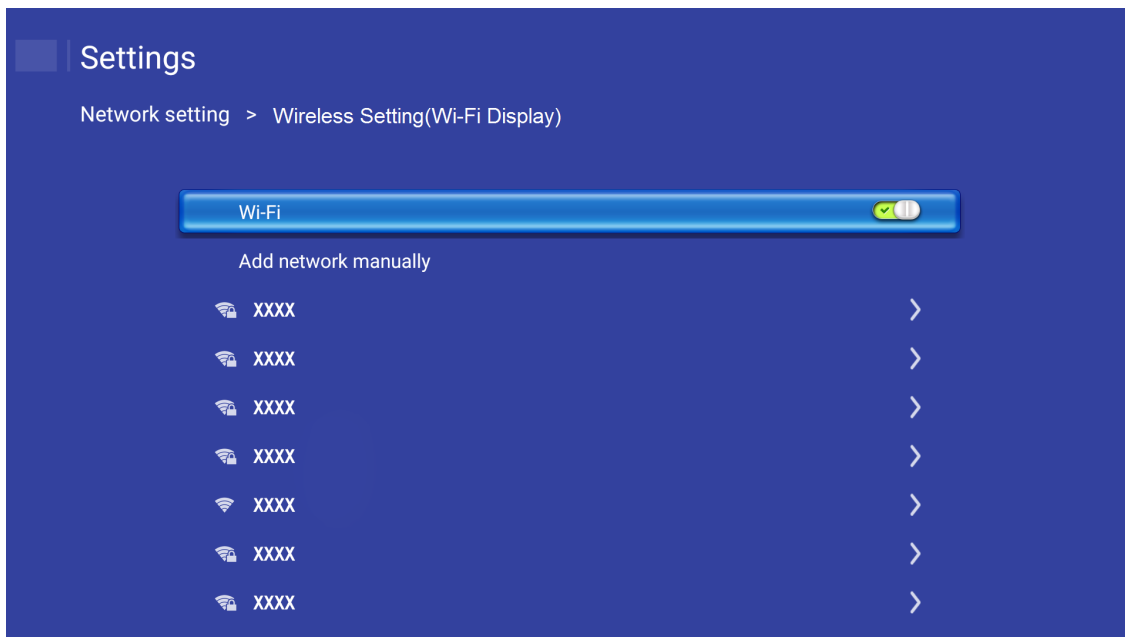 Settings
Network setting > Wireless Setting(Wi-Fi Display)
Wi-Fi
Add network manually
XXXX
XXXX
XXXX
XXXX
XXXX
XXXX
XXXX